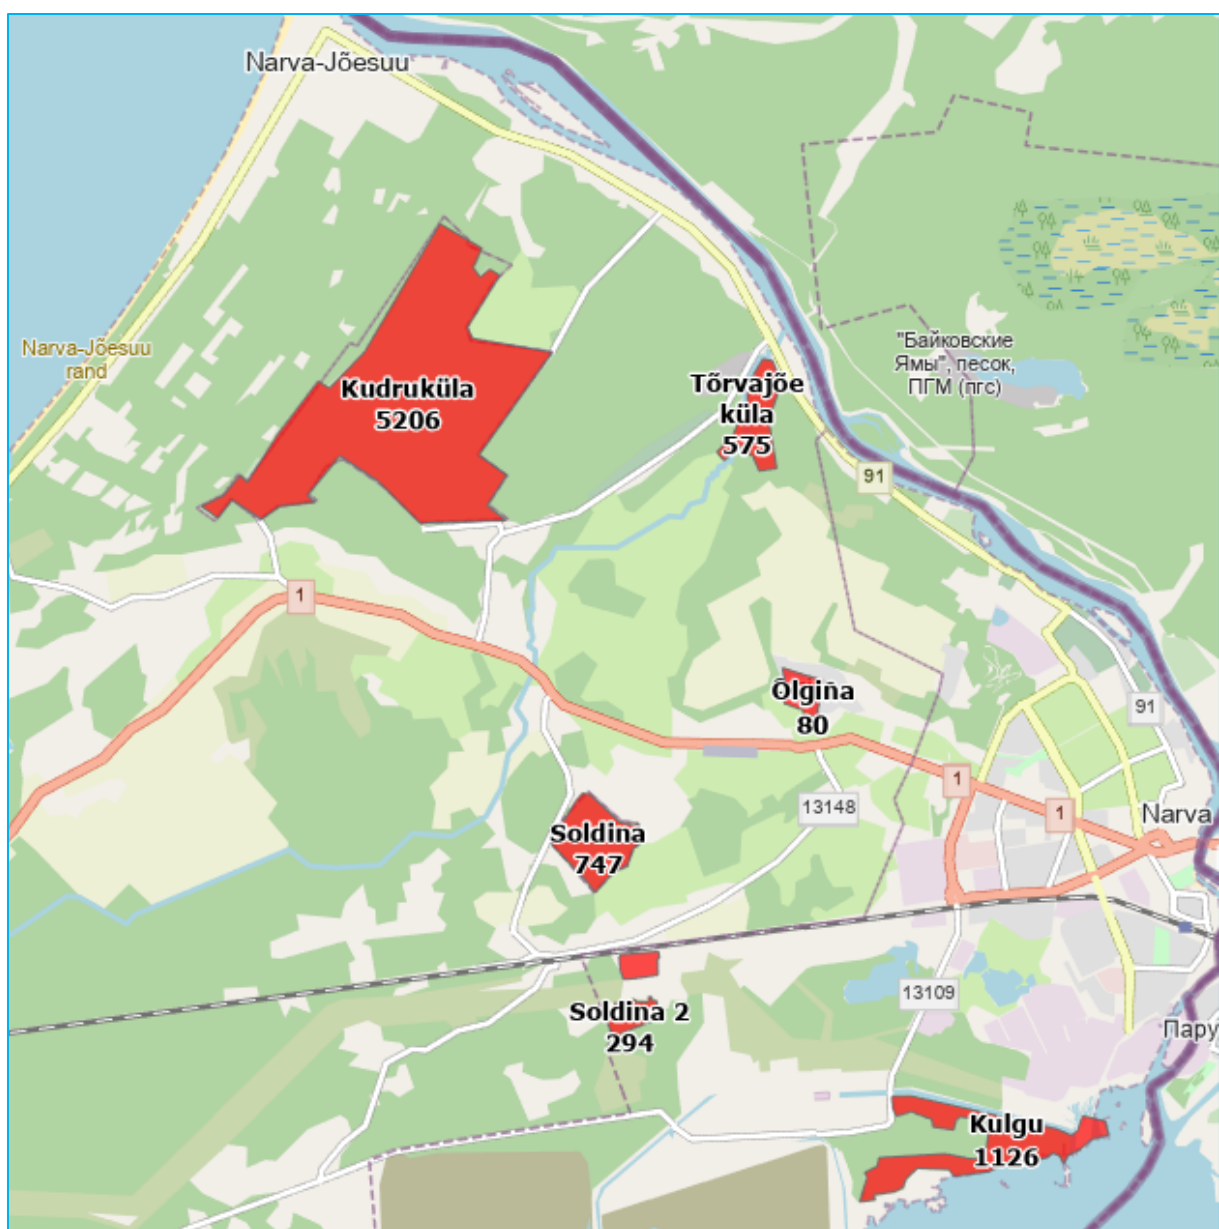 Narva-Jõesuu
Narva-Jõesuu
rand
"Байковские
Ямы", песок,
ПГМ (пгс)
Kudruküla
5206
Tõrvajõe
küla
575
91
1
Õlgina
80
91
1
13148
1
Narva
Soldina
747
13109
Soldina 2
294
Пару
Kulgu
1126